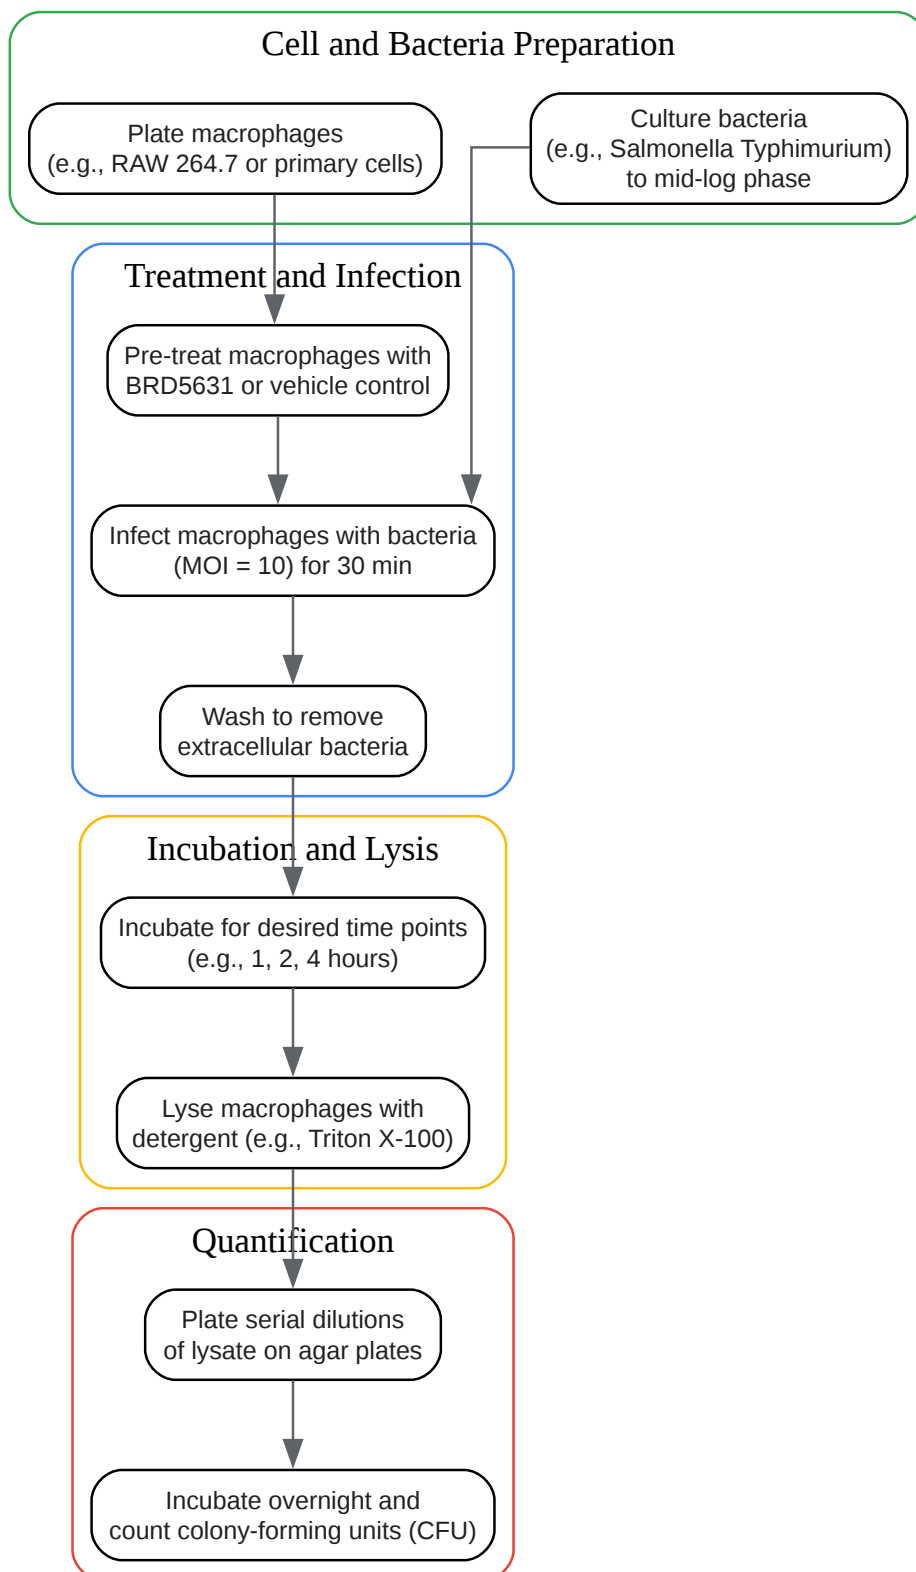 Cell and Bacteria Preparation
Plate macrophages
(e.g., RAW 264.7 or primary cells)
Culture bacteria
(e.g., Salmonella Typhimurium)
to mid-log phase
Treatment and Infection
Pre-treat macrophages with
BRD5631 or vehicle control
Infect macrophages with bacteria
(MOI = 10) for 30 min
Wash to remove
extracellular bacteria
Incubation and Lysis
Incubate for desired time points
(e.g., 1, 2, 4 hours)
Lyse macrophages with
detergent (e.g., Triton X-100)
Quantification
Plate serial dilutions
of lysate on agar plates
Incubate overnight and
count colony-forming units (CFU)